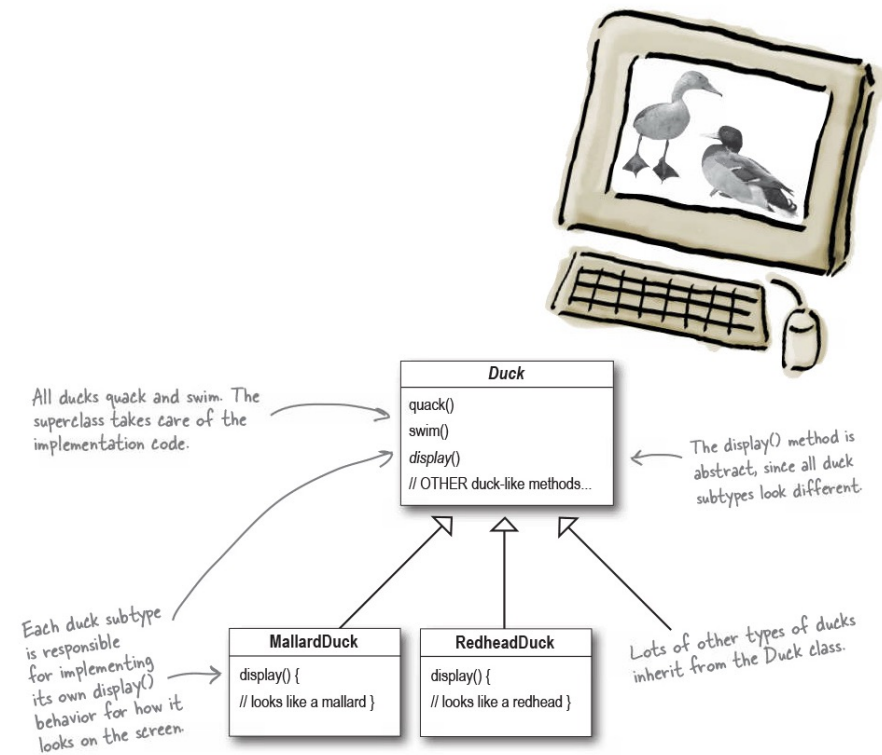 All ducks quack and swim. The
superclass takes care of the
implementation code.
Duck
quack()
swim()
display()
// OTHER duck-like methods...
The display() method is
abstract, since all duck
subtypes look different.
Each duck subtype
is responsible
for implementing
its own display()
behavior for how it
looks on the screen.
MallardDuck
display() {
// looks like a mallard }
RedheadDuck
display() {
// looks like a redhead }
Lots of other types of ducks
inherit from the Duck class.